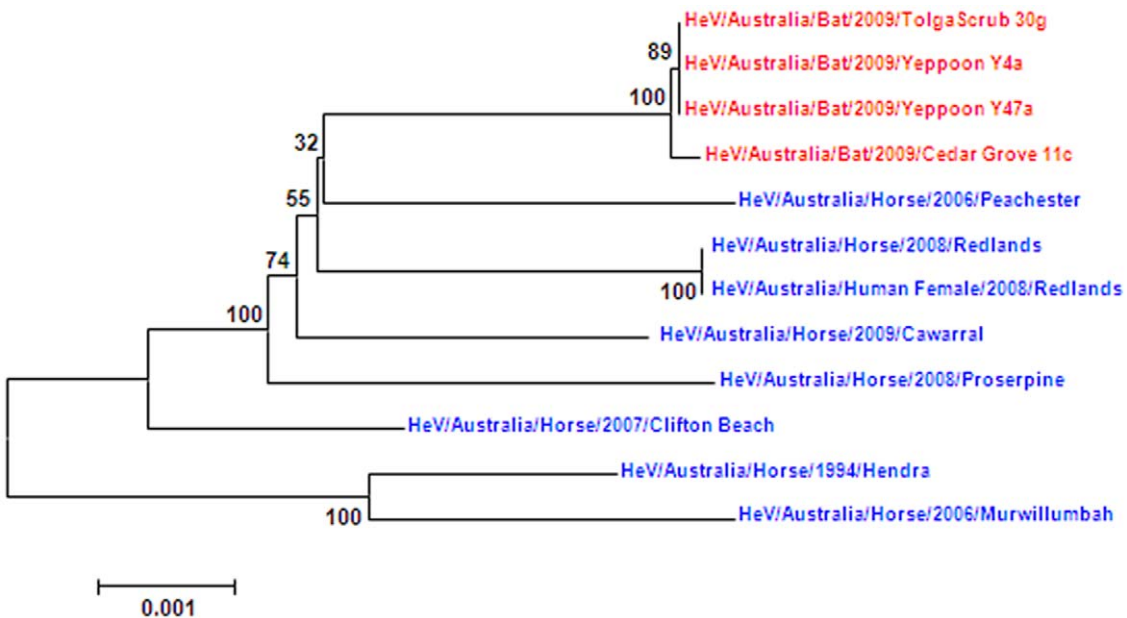 HeV/Australia/Bat/2009/TolgaScrub 30g
89
HeV/Australia/Bat/2009/Yeppoon Y4a
100
HeV/Australia/Bat/2009/Yeppoon Y47a
32
HeV/Australia/Bat/2009/Cedar Grove 11c
55
HeV/Australia/Horse/2006/Peachester
HeV/Australia/Horse/2008/Redlands
74
100
HeV/Australia/Human Female/2008/Redlands
100
HeV/Australia/Horse/2009/Cawarral
HeV/Australia/Horse/2008/Proserpine
HeV/Australia/Horse/2007/Clifton Beach
HeV/Australia/Horse/1994/Hendra
100
HeV/Australia/Horse/2006/Murwillumbah
0.001